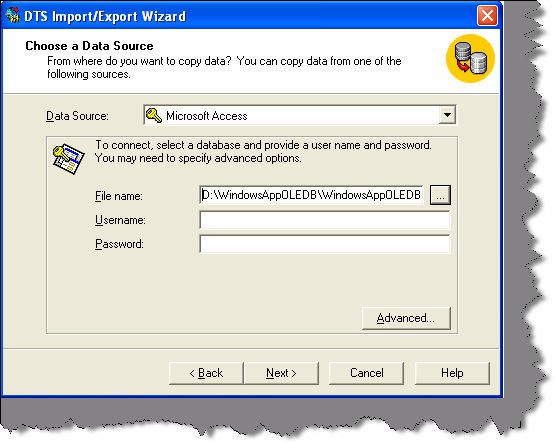 DTS Import/Export Wizard
Choose a Data Source
From where do you want to copy data? You can copy data from one of the
following sources.
Data Source: Microsoft Access
To connect, select a database and provide a user name and password.
You may need to specify advanced options.
File name: D:\WindowsAppOLEDB\WindowsAppOLEDB ...
Username:
Password:
Advanced...
< Back Next > Cancel Help